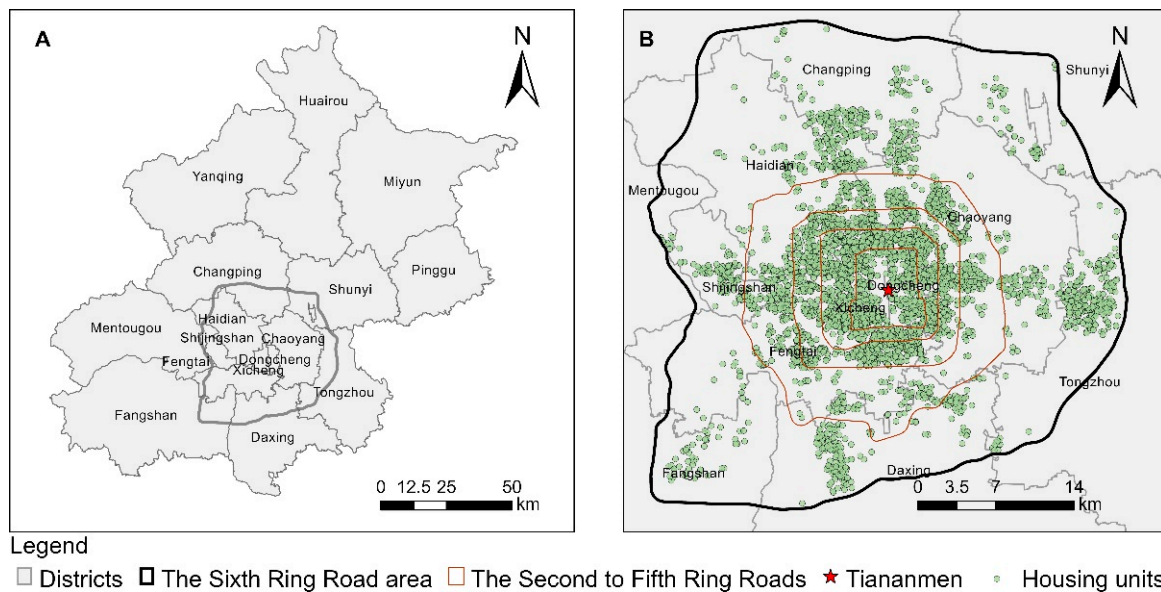 A
N
Huairou
Yanqing
Miyun
Changping
Shunyi
Pinggu
Mentougou
Haidian
Shijingshan
Chaoyang
Fengtai
Dongcheng
Xicheng
Fangshan
Tongzhou
Daxing
0 12.5 25 50
km
B
N
Changping
Shunyi
Haidian
Mentougou
Chaoyang
Shijingshan
Dongcheng
Xicheng
Fengtai
Tongzhou
Fangshan
Daxing
0 3.5 7 14
km
Legend
Districts The Sixth Ring Road area The Second to Fifth Ring Roads Tiananmen Housing units